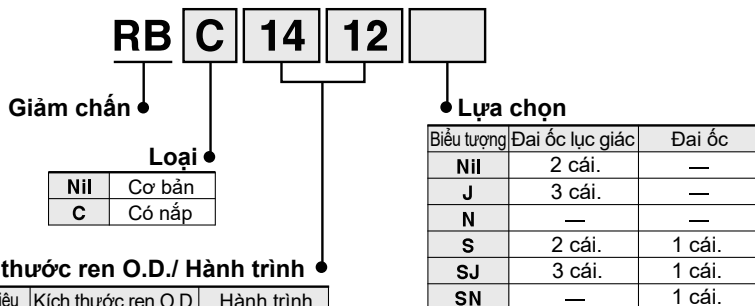 RB C 14 12
Giảm chấn
Lựa chọn
Loại
Nil Cơ bản
C Có nắp
Biểu tượng Đai ốc lục giác Đai ốc
Nil 2 cái. —
J 3 cái. —
N — —
S 2 cái. 1 cái.
SJ 3 cái. 1 cái.
SN — 1 cái.
thước ren O.D./ Hành trình
Kích thước ren O.D Hành trình